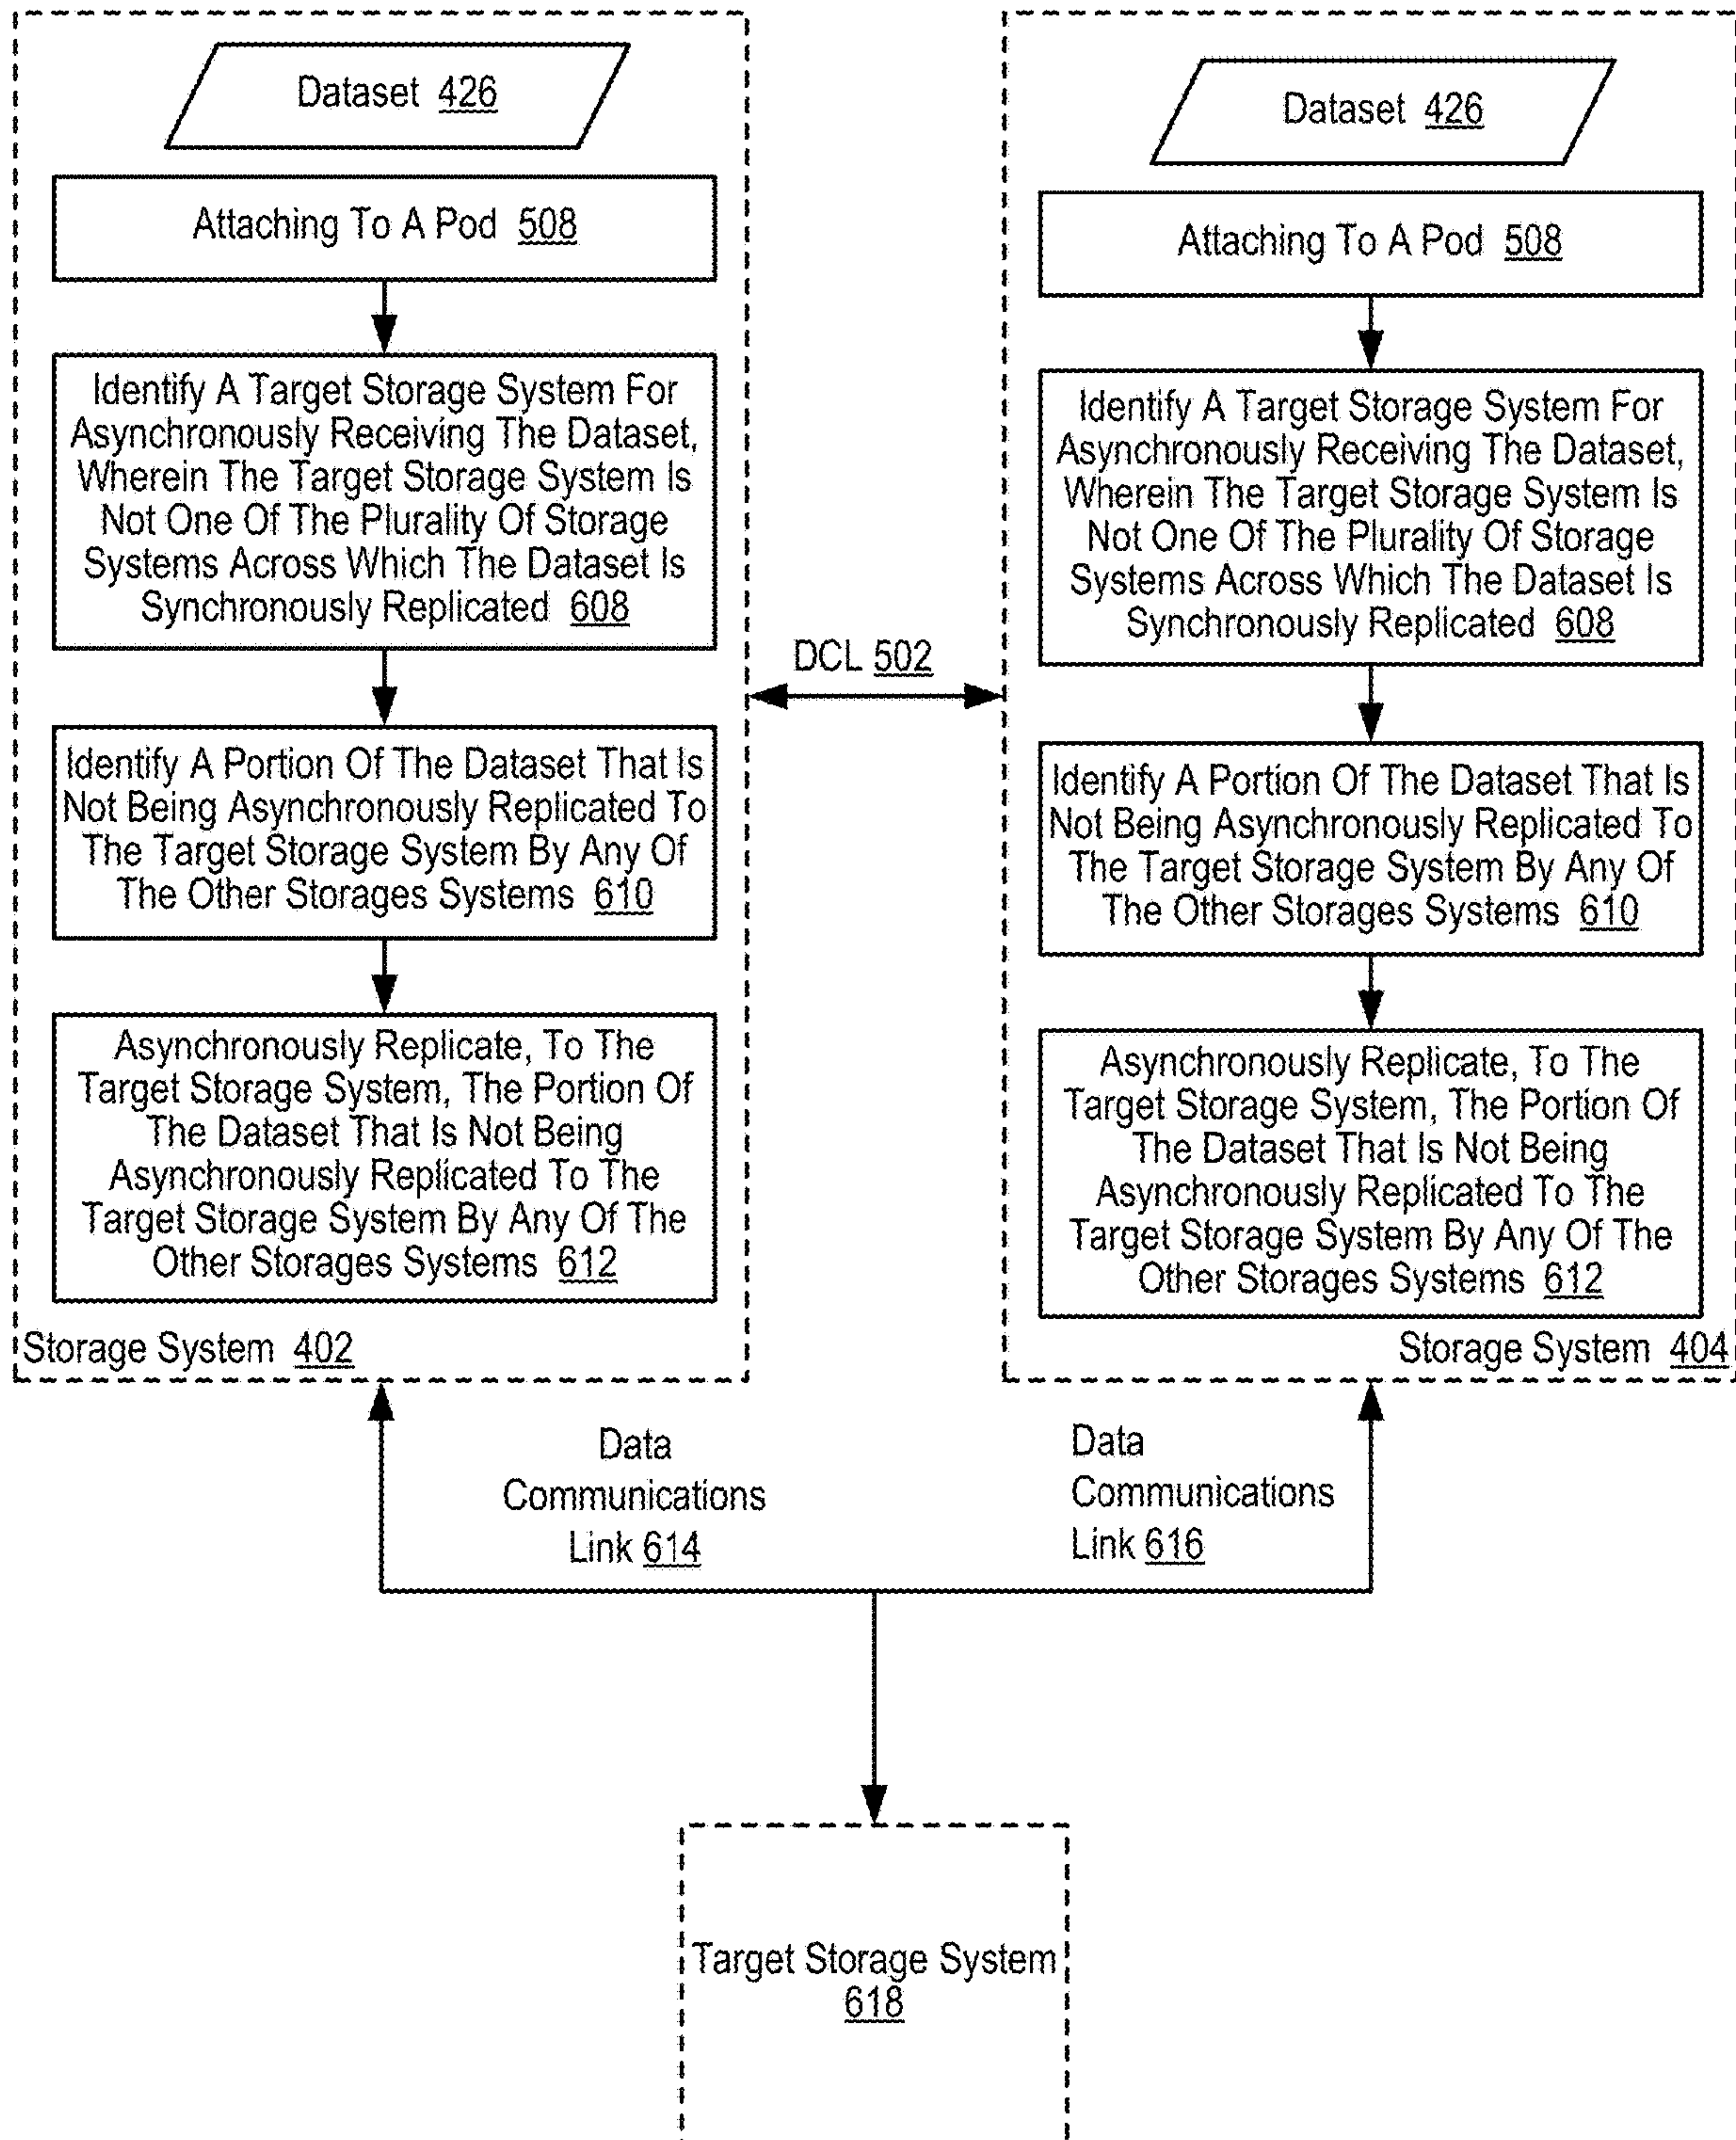 Dataset 426
Attaching To A Pod 508
Identify A Target Storage System For
Asynchronously Receiving The Dataset,
Wherein The Target Storage System Is
Not One Of The Plurality Of Storage
Systems Across Which The Dataset Is
Synchronously Replicated 608
Identify A Portion Of The Dataset That Is
Not Being Asynchronously Replicated To
The Target Storage System By Any Of
The Other Storages Systems 610
Asynchronously Replicate, To The
Target Storage System, The Portion Of
The Dataset That Is Not Being
Asynchronously Replicated To The
Target Storage System By Any Of The
Other Storages Systems 612
Storage System 402
DCL 502
Dataset 426
Attaching To A Pod 508
Identify A Target Storage System For
Asynchronously Receiving The Dataset,
Wherein The Target Storage System Is
Not One Of The Plurality Of Storage
Systems Across Which The Dataset Is
Synchronously Replicated 608
Identify A Portion Of The Dataset That Is
Not Being Asynchronously Replicated To
The Target Storage System By Any Of
The Other Storages Systems 610
Asynchronously Replicate, To The
Target Storage System, The Portion Of
The Dataset That Is Not Being
Asynchronously Replicated To The
Target Storage System By Any Of The
Other Storages Systems 612
Storage System 404
Data
Communications
Link 614
Data
Communications
Link 616
Target Storage System
618